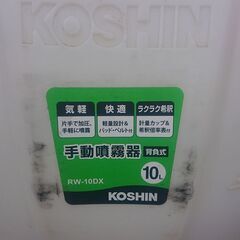 KOSHIN
気軽
片手で加圧、
手軽に噴霧
快適
軽量設計&
パッド・ベルト付
ラクラク希釈
計量カップ&
希釈倍率表付
手動噴霧器
背負式
10L
RW-10DX
KOSHIN